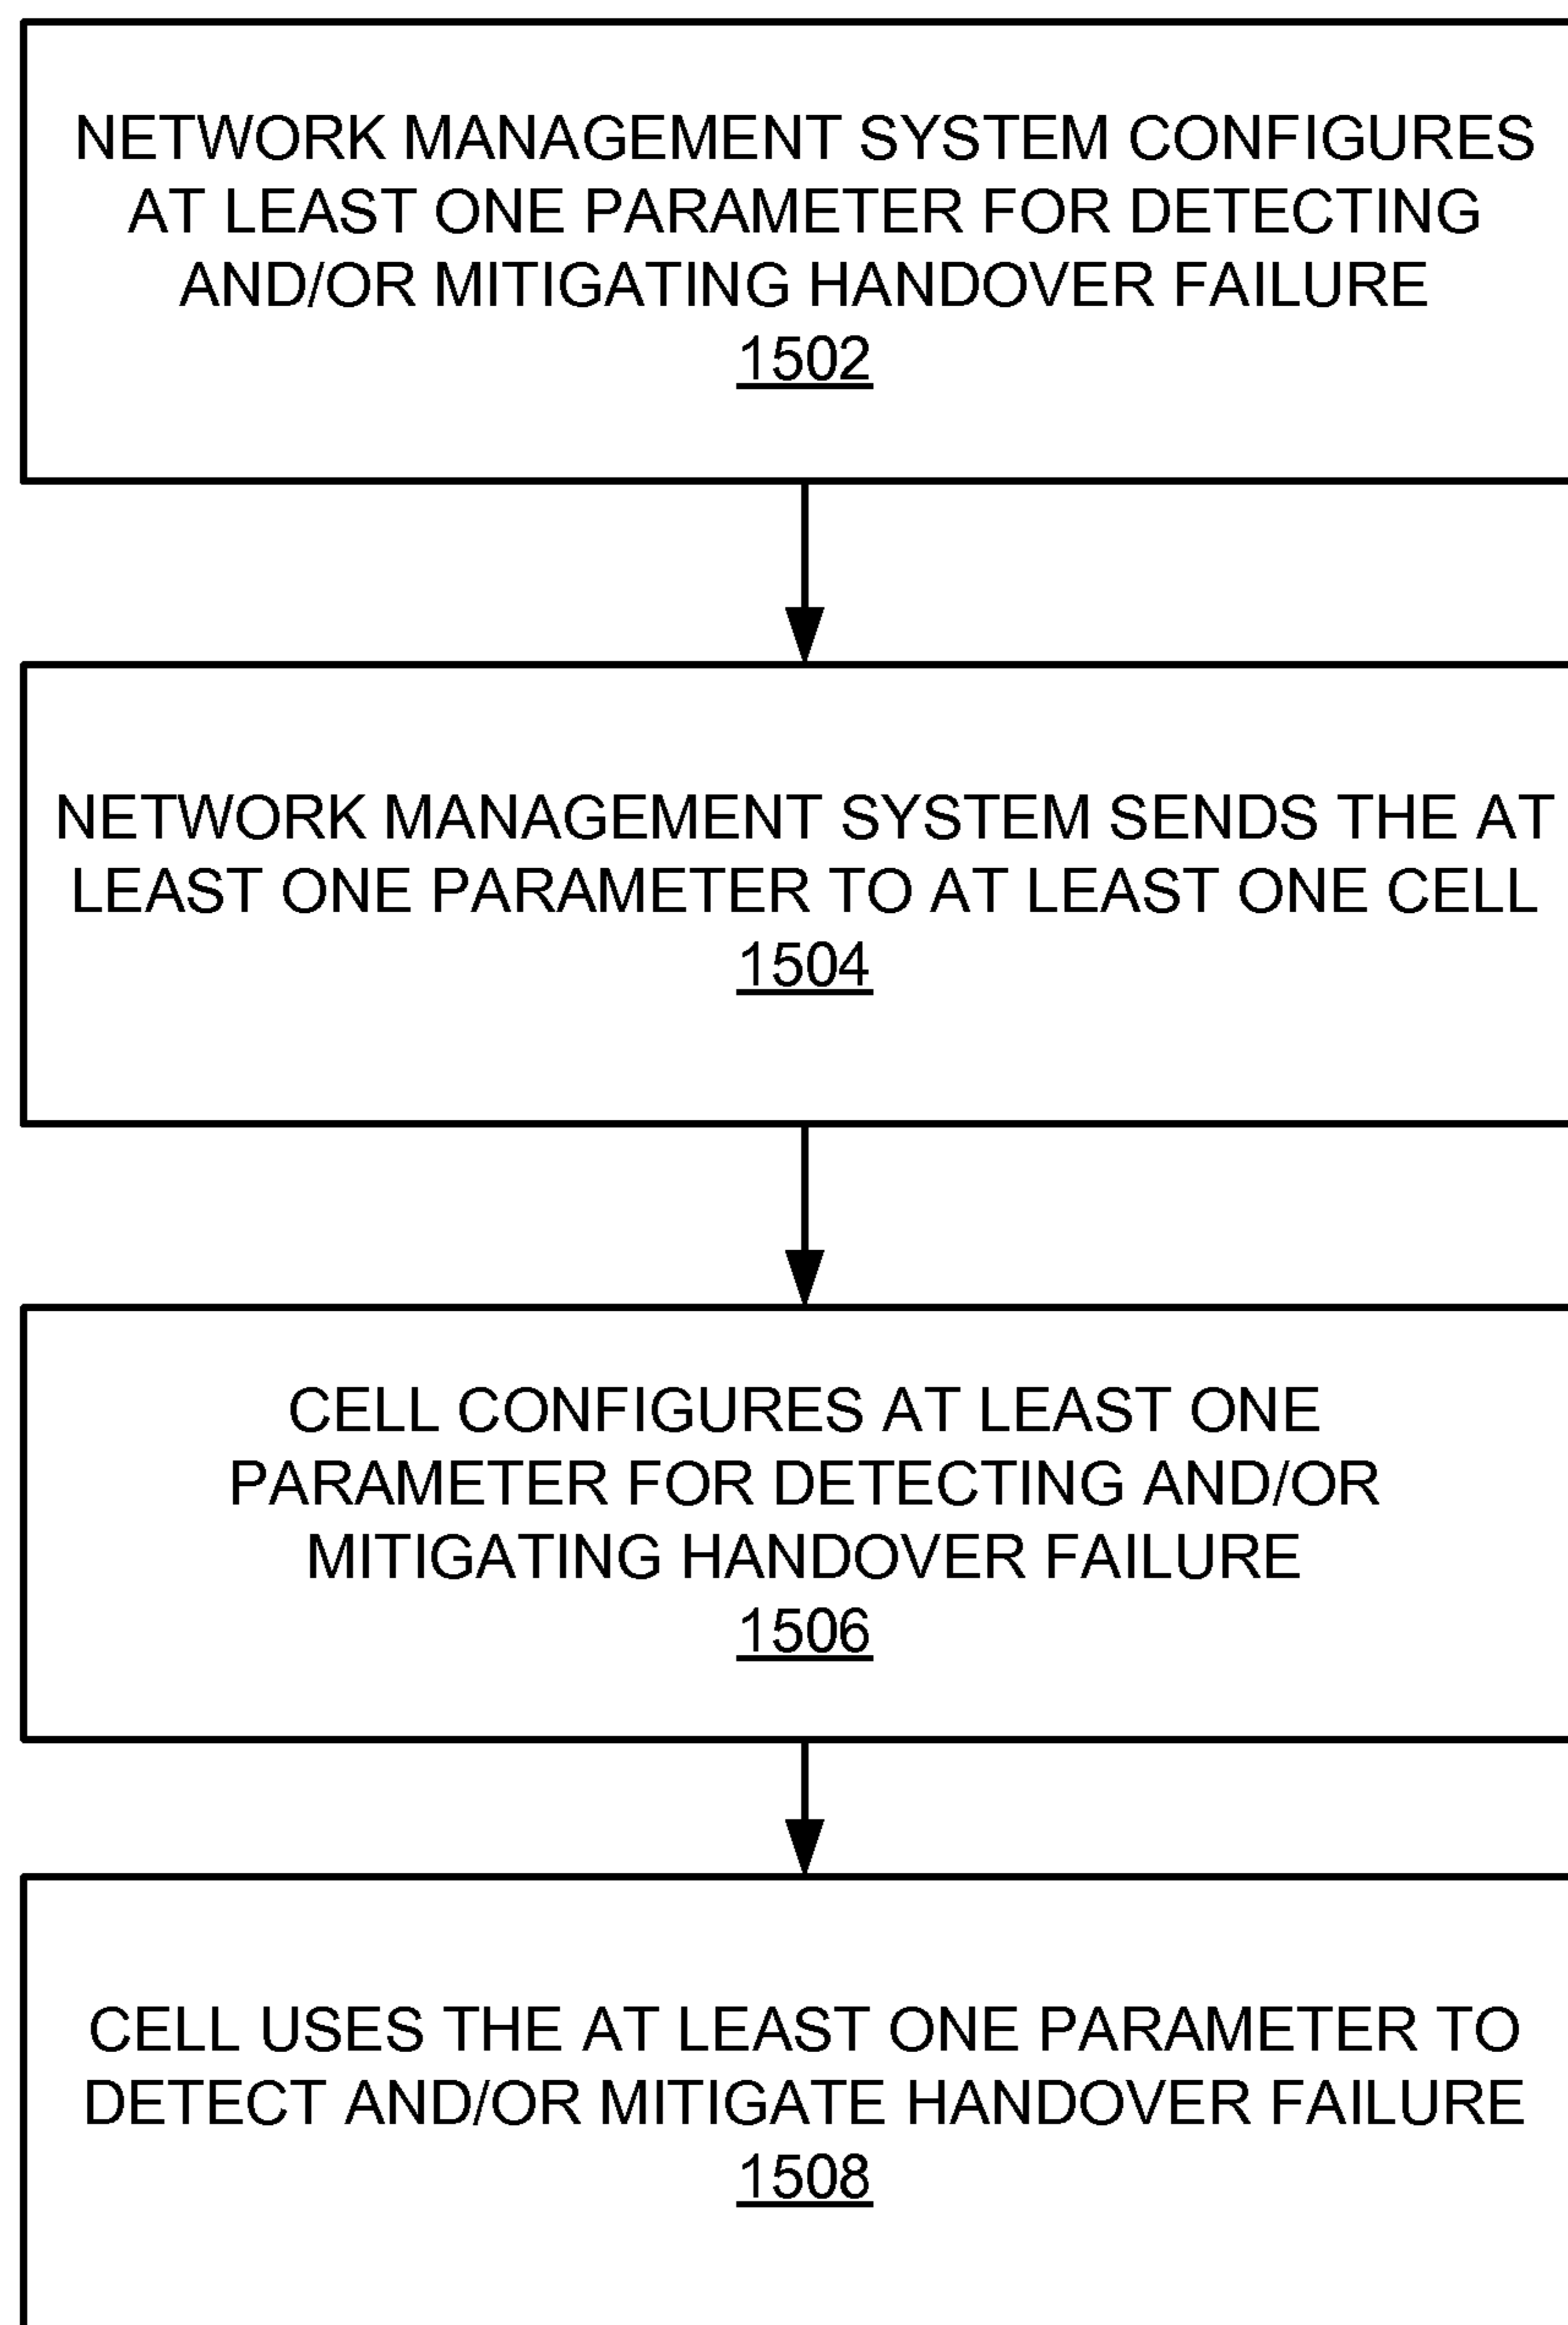 NETWORK MANAGEMENT SYSTEM CONFIGURES
AT LEAST ONE PARAMETER FOR DETECTING
AND/OR MITIGATING HANDOVER FAILURE
1502
NETWORK MANAGEMENT SYSTEM SENDS THE AT
LEAST ONE PARAMETER TO AT LEAST ONE CELL
1504
CELL CONFIGURES AT LEAST ONE
PARAMETER FOR DETECTING AND/OR
MITIGATING HANDOVER FAILURE
1506
CELL USES THE AT LEAST ONE PARAMETER TO
DETECT AND/OR MITIGATE HANDOVER FAILURE
1508